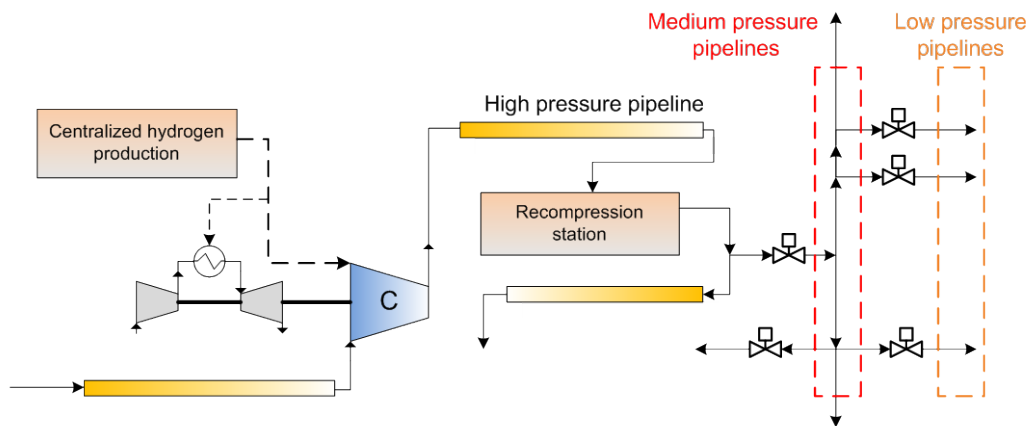 Medium pressure
pipelines
Low pressure
pipelines
High pressure pipeline
Centralized hydrogen
production
Recompression
station
C